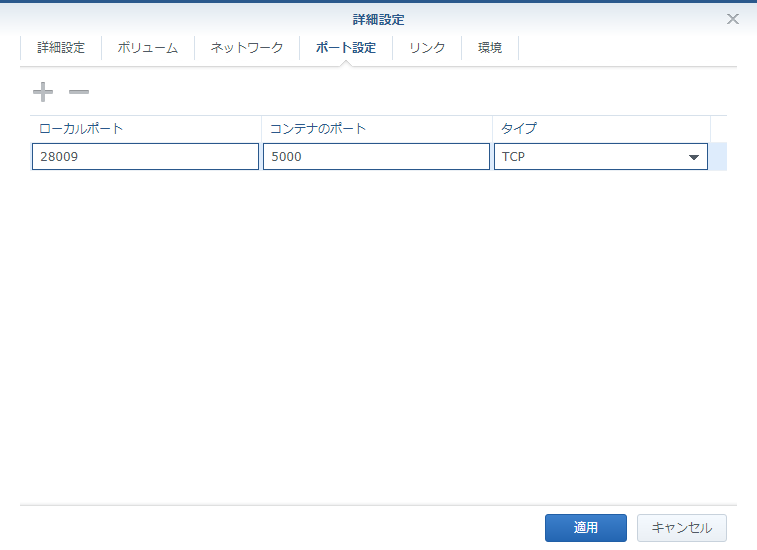 詳細設定
詳細設定 ボリューム ネットワーク ポート設定 リンク 環境
ローカルポート コンテナのポート タイプ
28009 5000 TCP
適用 キャンセル